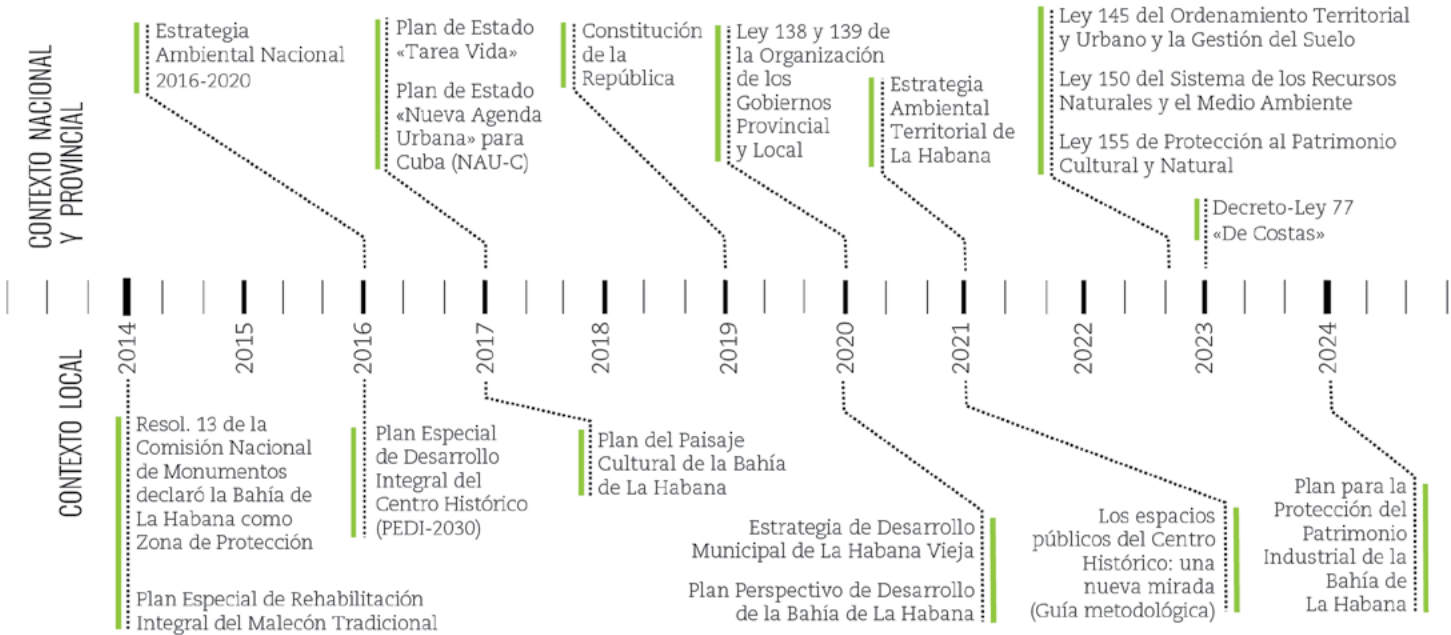 CONTEXTO NACIONAL
Y PROVINCIAL
Estrategia
Ambiental Nacional
2016-2020
Plan de Estado
«Tarea Vida»
Plan de Estado
«Nueva Agenda
Urbana» para
Cuba (NAU-C)
Constitución
de la
República
Ley 138 y 139 de
la Organización
de los
Gobiernos
Provincial
y Local
Estrategia
Ambiental
Territorial de
La Habana
Ley 145 del Ordenamiento Territorial
y Urbano y la Gestión del Suelo
Ley 150 del Sistema de los Recursos
Naturales y el Medio Ambiente
Ley 155 de Protección al Patrimonio
Cultural y Natural
Decreto-Ley 77
«De Costas»
2014
2015
2016
2017
2018
2019
2020
2021
2022
2023
2024
CONTEXTO LOCAL
Resol. 13 de la
Comisión Nacional
de Monumentos
declaró la Bahía de
La Habana como
Zona de Protección
Plan Especial de Rehabilitación
Integral del Malecón Tradicional
Plan Especial
de Desarrollo
Integral del
Centro Histórico
(PEDI-2030)
Plan del Paisaje
Cultural de la Bahía
de La Habana
Estrategia de Desarrollo
Municipal de La Habana Vieja
Plan Perspectivo de Desarrollo
de la Bahía de La Habana
Los espacios
públicos del Centro
Histórico: una
nueva mirada
(Guía metodológica)
Plan para la
Protección del
Patrimonio
Industrial de la
Bahía de
La Habana